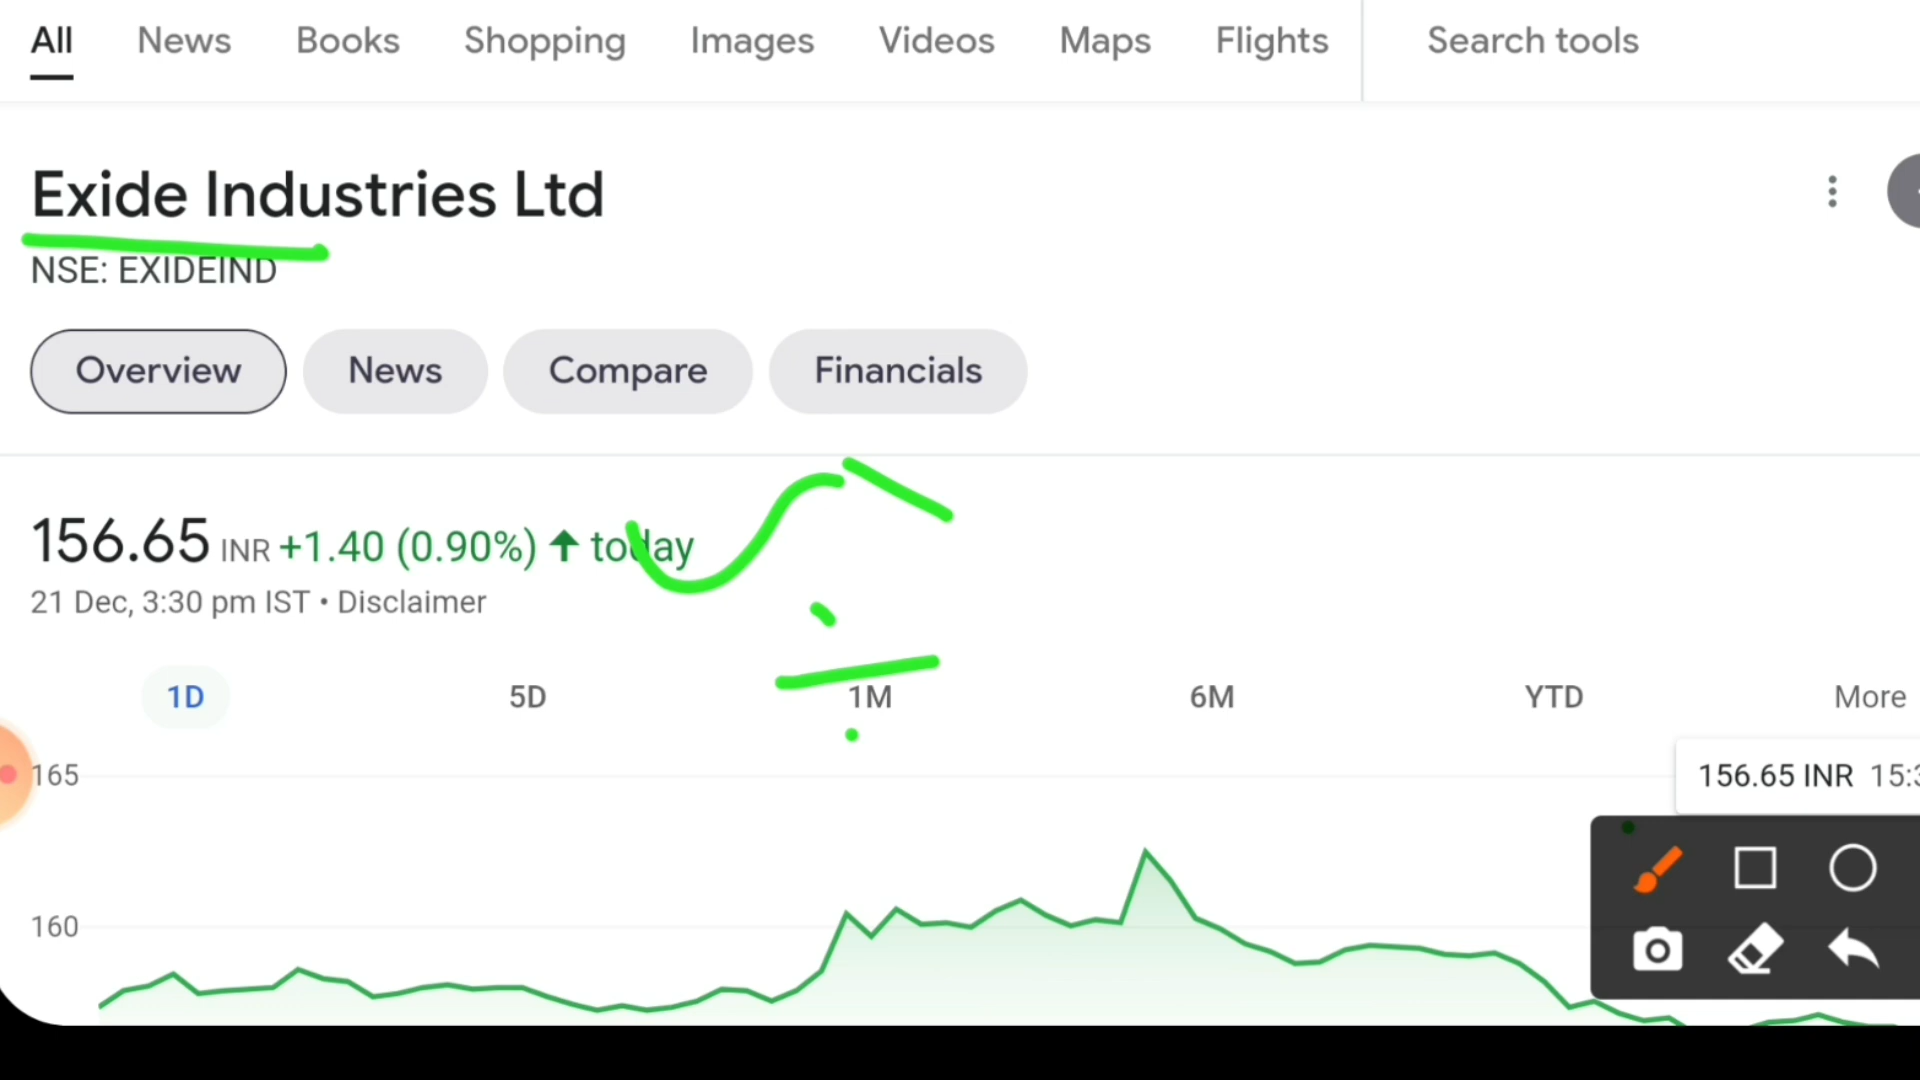 All News Books Shopping Images Videos Maps Flights Search tools
Exide Industries Ltd
NSE: EXIDEIND
Overview News Compare Financials
156.65 INR +1.40 (0.90%) today
21 Dec, 3:30 pm IST • Disclaimer
1D 5D 1M 6M YTD More
165
156.65 INR 15:3
160